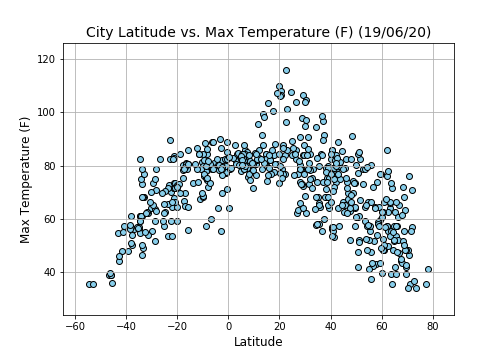 City Latitude vs. Max Temperature (F) (19/06/20)
120
100
80
60
40
Max Temperature (F)
−60 −40 −20 0 20 40 60 80
Latitude